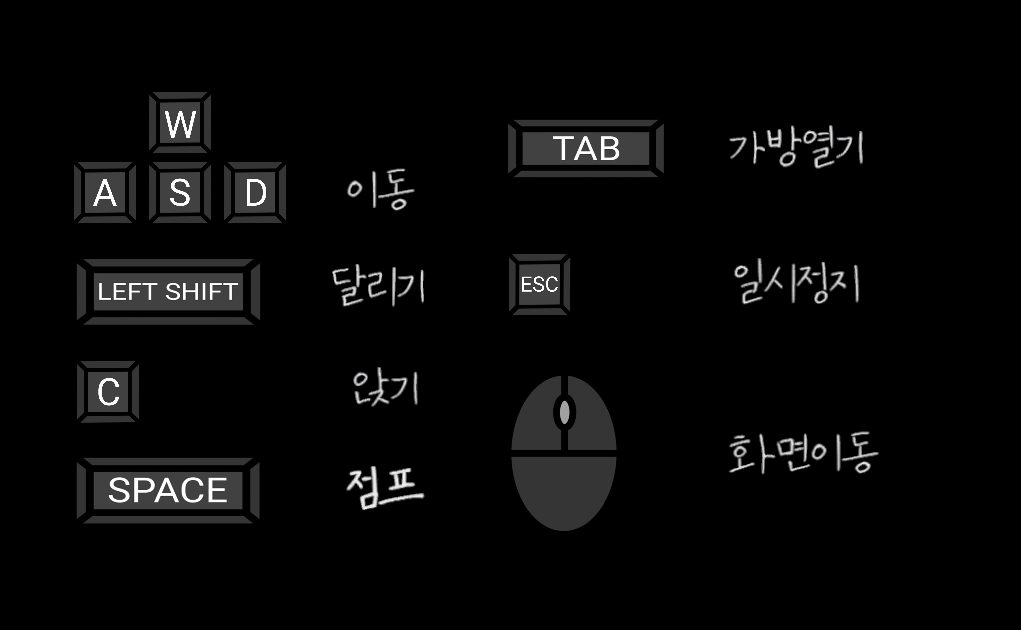 W
A S D 이동
LEFT SHIFT 달리기
C 앉기
SPACE 점프
TAB 가방열기
ESC 일시정지
화면이동